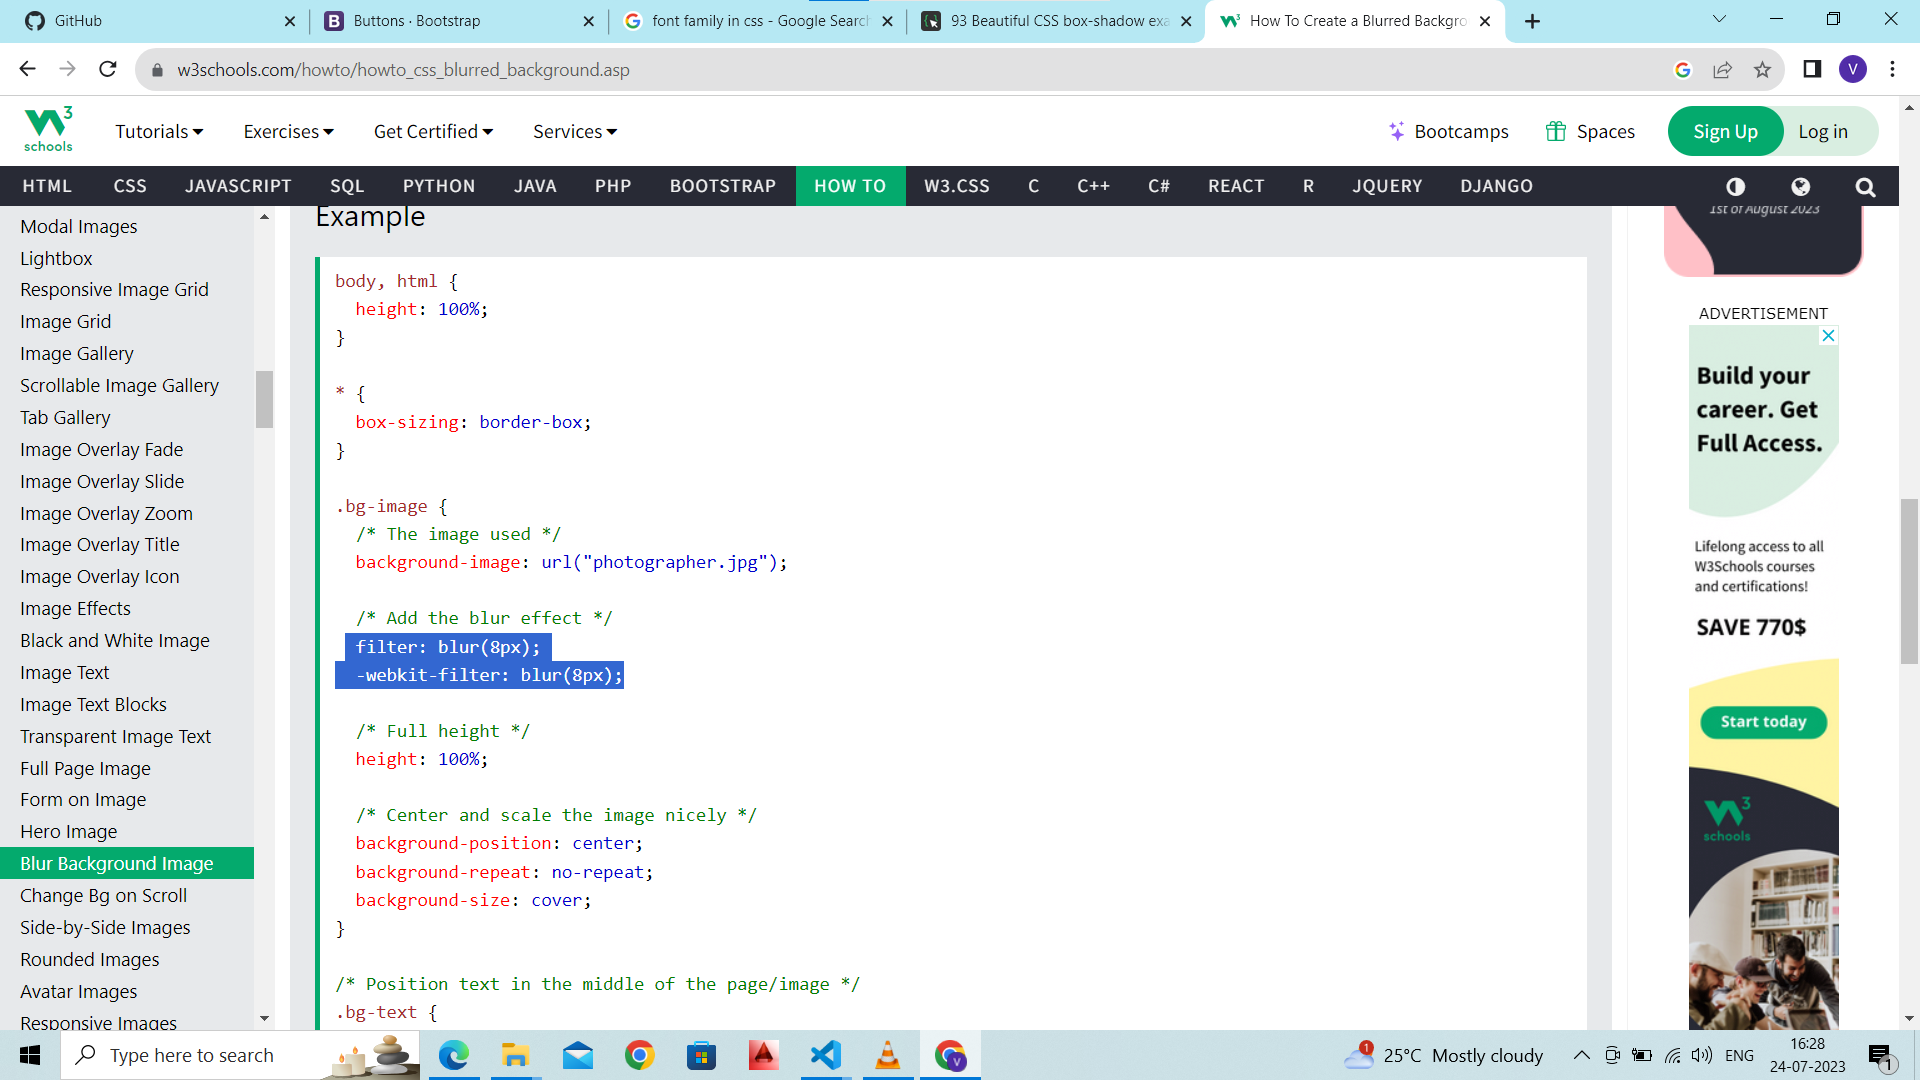 GitHub
Buttons · Bootstrap
font family in css - Google Search
93 Beautiful CSS box-shadow exa
How To Create a Blurred Backgro
w3schools.com/howto/howto_css_blurred_background.asp
V
W3
schools
Tutorials
Exercises
Get Certified
Services
Bootcamps
Spaces
Sign Up
Log in
HTML
CSS
JAVASCRIPT
SQL
PYTHON
JAVA
PHP
BOOTSTRAP
HOW TO
W3.CSS
C
C++
C#
REACT
R
JQUERY
DJANGO
Modal Images
Lightbox
Responsive Image Grid
Image Grid
Image Gallery
Scrollable Image Gallery
Tab Gallery
Image Overlay Fade
Image Overlay Slide
Image Overlay Zoom
Image Overlay Title
Image Overlay Icon
Image Effects
Black and White Image
Image Text
Image Text Blocks
Transparent Image Text
Full Page Image
Form on Image
Hero Image
Blur Background Image
Change Bg on Scroll
Side-by-Side Images
Rounded Images
Avatar Images
Responsive Images
Example
body, html {
  height: 100%;
}
* {
  box-sizing: border-box;
}
.bg-image {
  /* The image used */
  background-image: url("photographer.jpg");
  /* Add the blur effect */
  filter: blur(8px);
  -webkit-filter: blur(8px);
  /* Full height */
  height: 100%;
  /* Center and scale the image nicely */
  background-position: center;
  background-repeat: no-repeat;
  background-size: cover;
}
/* Position text in the middle of the page/image */
.bg-text {
1st of August 2023
ADVERTISEMENT
Build your
career. Get
Full Access.
Lifelong access to all
W3Schools courses
and certifications!
SAVE 770$
Start today
W3
schools
Type here to search
V
1
25°C Mostly cloudy
ENG
16:28
24-07-2023
1